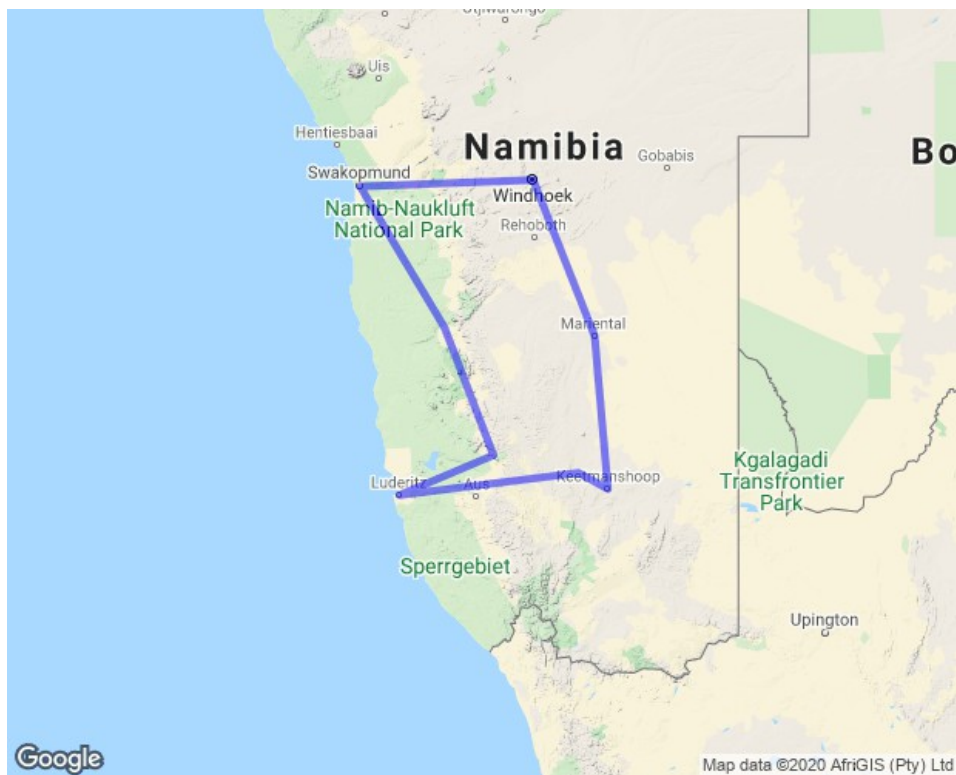 Uis
Hentiesbaai
Namibia
Gobabis
Bo
Swakopmund
Windhoek
Namib-Naukluft
National Park
Rehoboth
Mariental
Kgalagadi
Transfrontier
Park
Luderitz
Aus
Keetmanshoop
Sperrgebiet
Upington
Google
Map data ©2020 AfriGIS (Pty) Ltd